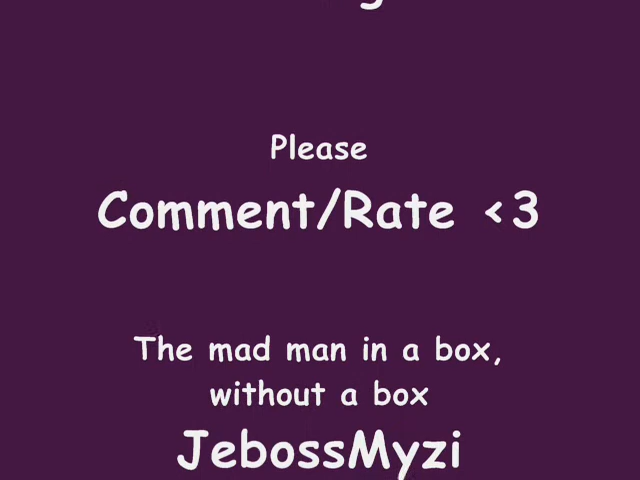 Please
Comment/Rate <3
The mad man in a box,
without a box
JebossMyzi